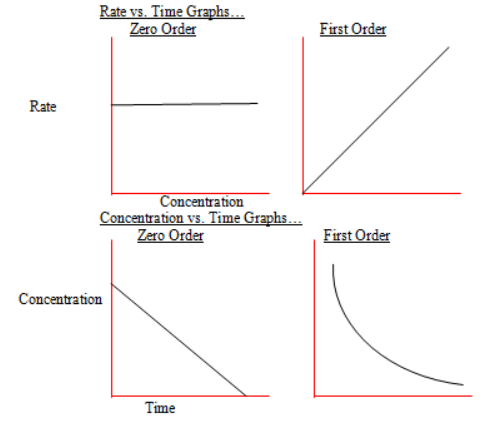 Rate vs. Time Graphs…
Zero Order
First Order
Rate
Concentration
Concentration vs. Time Graphs…
Zero Order
First Order
Concentration
Time